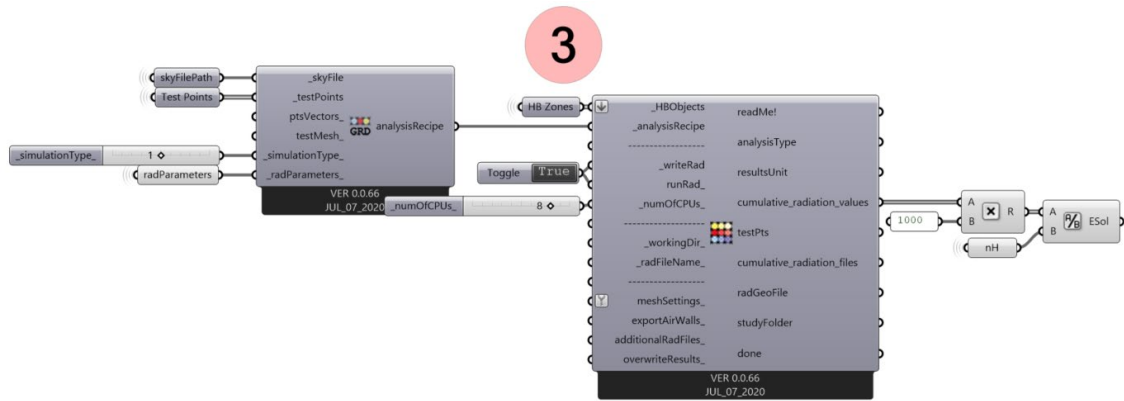 3
skyFilePath
Test Points
_simulationType_
1
radParameters
_skyFile
_testPoints
ptsVectors_
testMesh_
_simulationType_
_radParameters_
GRD
analysisRecipe
VER 0.0.66
JUL_07_2020
HB Zones
Toggle
True
_numOfCPUs_
8
_HBObjects
_analysisRecipe
----------------
_writeRad
runRad_
_numOfCPUs_
----------------
_workingDir_
_radFileName_
----------------
meshSettings_
exportAirWalls_
additionalRadFiles_
overwriteResults_
readMe!
analysisType
resultsUnit
cumulative_radiation_values
testPts
cumulative_radiation_files
radGeoFile
studyFolder
done
VER 0.0.66
JUL_07_2020
1000
nH
A
B
R
A
B
A/B
ESol